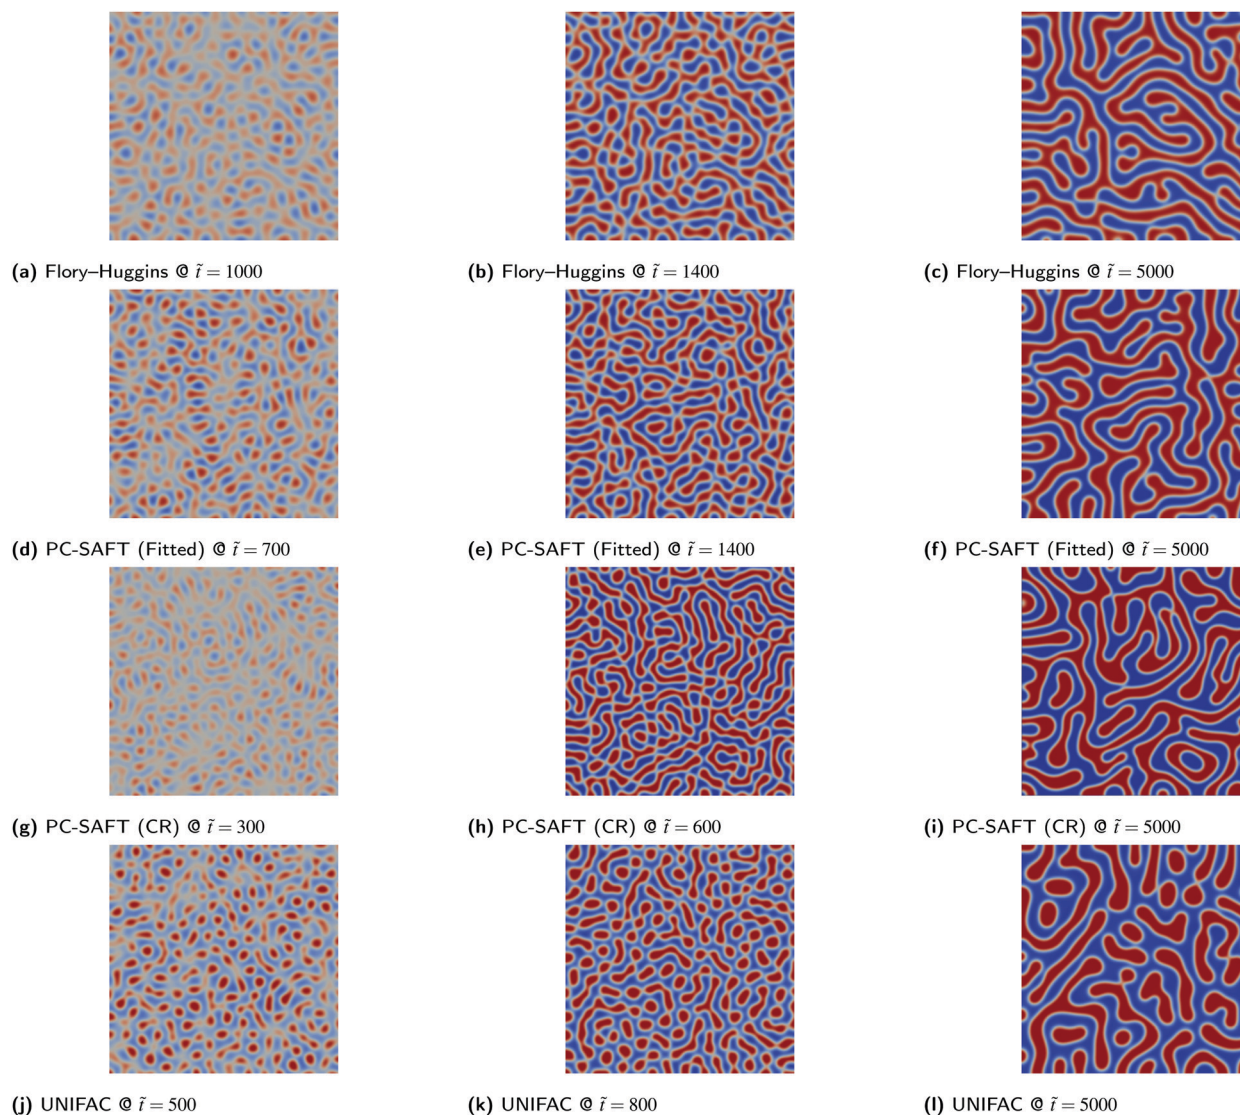 (a) Flory–Huggins @ t̃ = 1000
(b) Flory–Huggins @ t̃ = 1400
(c) Flory–Huggins @ t̃ = 5000
(d) PC-SAFT (Fitted) @ t̃ = 700
(e) PC-SAFT (Fitted) @ t̃ = 1400
(f) PC-SAFT (Fitted) @ t̃ = 5000
(g) PC-SAFT (CR) @ t̃ = 300
(h) PC-SAFT (CR) @ t̃ = 600
(i) PC-SAFT (CR) @ t̃ = 5000
(j) UNIFAC @ t̃ = 500
(k) UNIFAC @ t̃ = 800
(l) UNIFAC @ t̃ = 5000